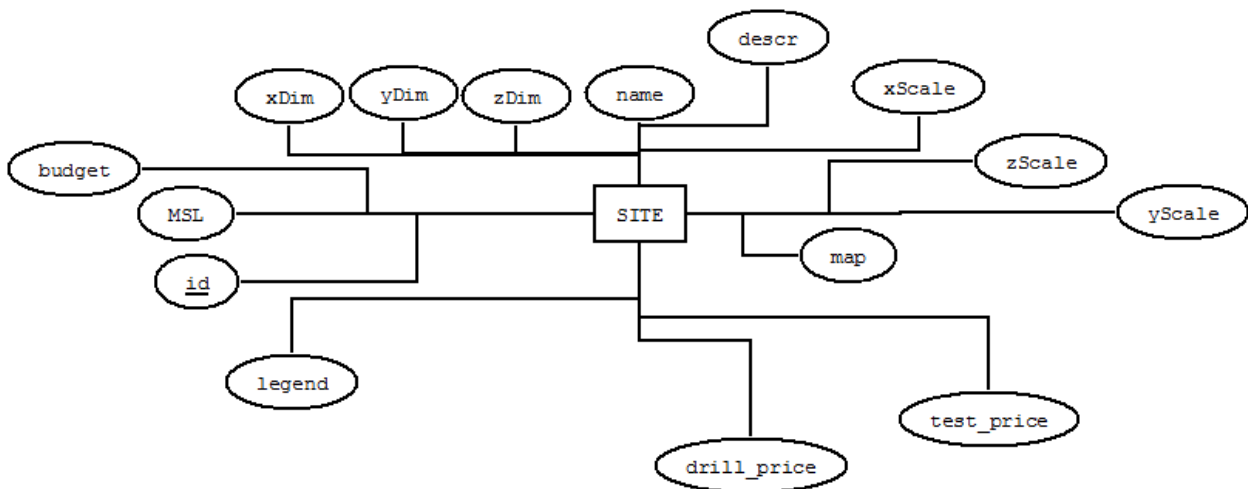 descr
xDim
yDim
zDim
name
xScale
budget
zScale
MSL
SITE
yScale
id
map
legend
test_price
drill_price